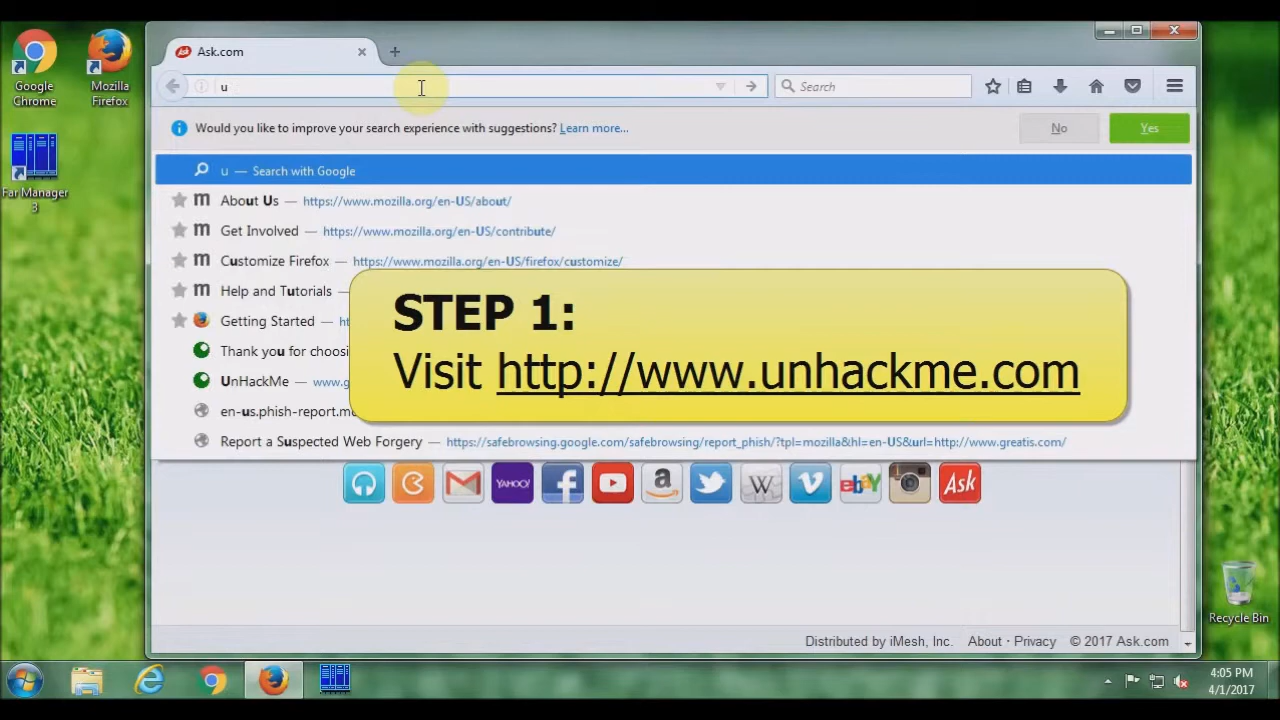 Google
Chrome
Mozilla
Firefox
Far Manager
3
Ask.com
u
Search
Would you like to improve your search experience with suggestions? Learn more...
No
Yes
u — Search with Google
About Us — https://www.mozilla.org/en-US/about/
Get Involved — https://www.mozilla.org/en-US/contribute/
Customize Firefox — https://www.mozilla.org/en-US/firefox/customize/
Help and Tutorials —
Getting Started — ht
Thank you for choosi
UnHackMe — www.g
en-us.phish-report.mo
Report a Suspected Web Forgery — https://safebrowsing.google.com/safebrowsing/report_phish/?tpl=mozilla&hl=en-US&url=http://www.greatis.com/
STEP 1:
Visit http://www.unhackme.com
YAHOO!
a
W
ebay
Ask
Distributed by iMesh, Inc. About · Privacy © 2017 Ask.com
Recycle Bin
4:05 PM
4/1/2017